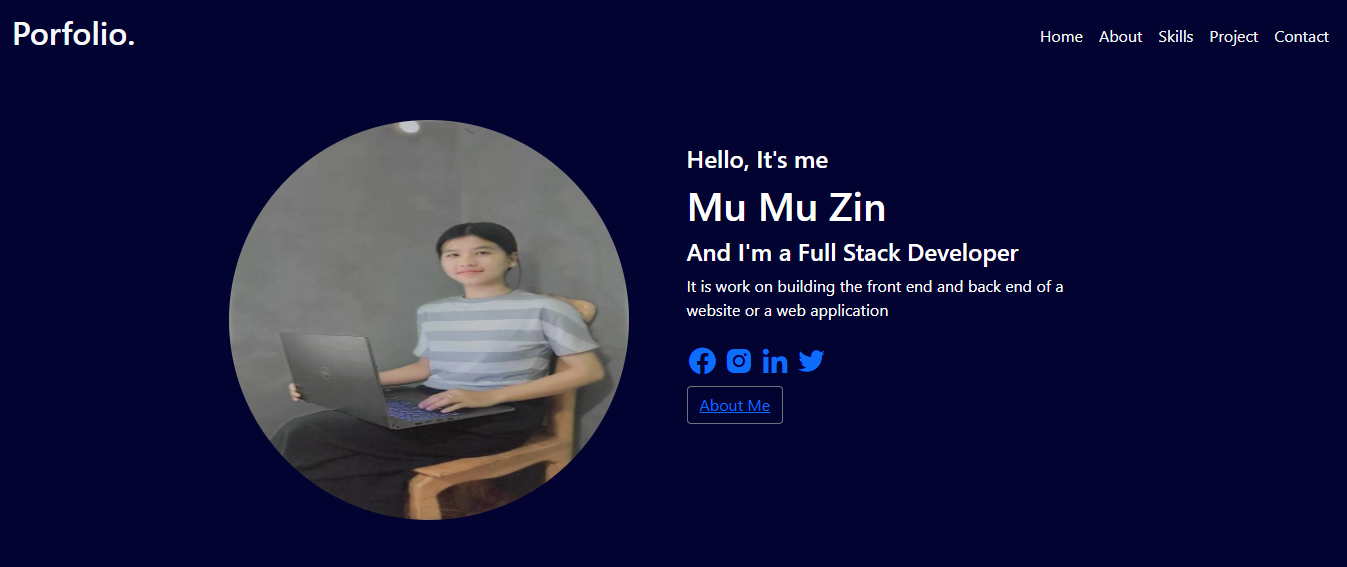 Porfolio.
Home About Skills Project Contact
Hello, It's me
Mu Mu Zin
And I'm a Full Stack Developer
It is work on building the front end and back end of a
website or a web application
About Me